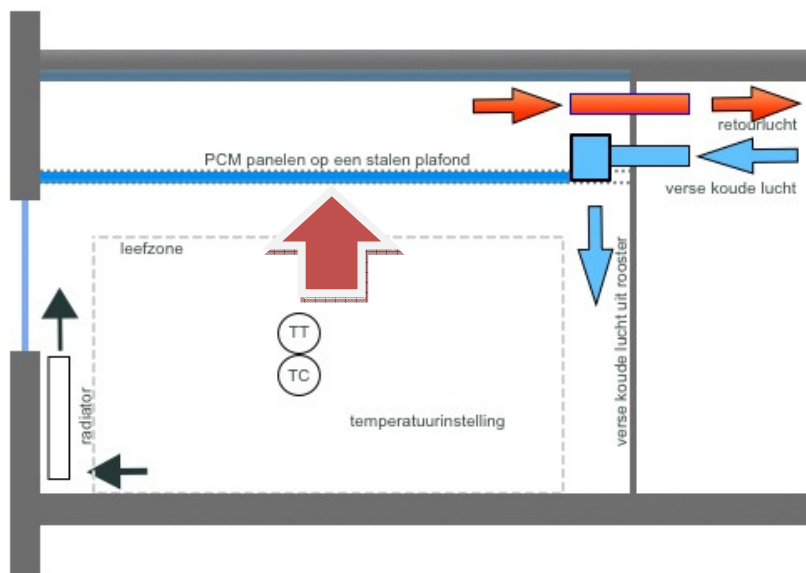 retourlucht
PCM panelen op een stalen plafond
verse koude lucht
leefzone
verse koude lucht uit rooster
TT
TC
radiator
temperatuurinstelling